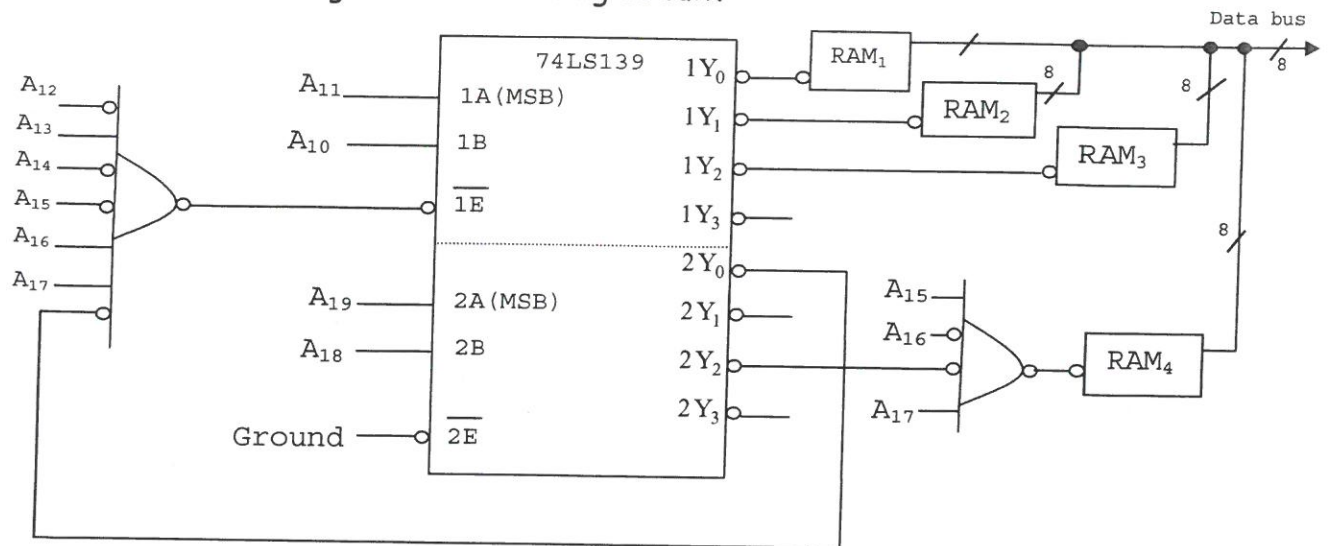 Data bus
74LS139
1Y₀
RAM₁
8
A₁₂
A₁₁
1A(MSB)
8
RAM₂
8
A₁₃
1Y₁
A₁₀
1B
RAM₃
A₁₄
1Y₂
A₁₅
1E
1Y₃
A₁₆
8
2Y₀
A₁₇
A₁₉
2A(MSB)
A₁₅
2Y₁
A₁₆
A₁₈
2B
2Y₂
RAM₄
A₁₇
2Y₃
Ground
2E